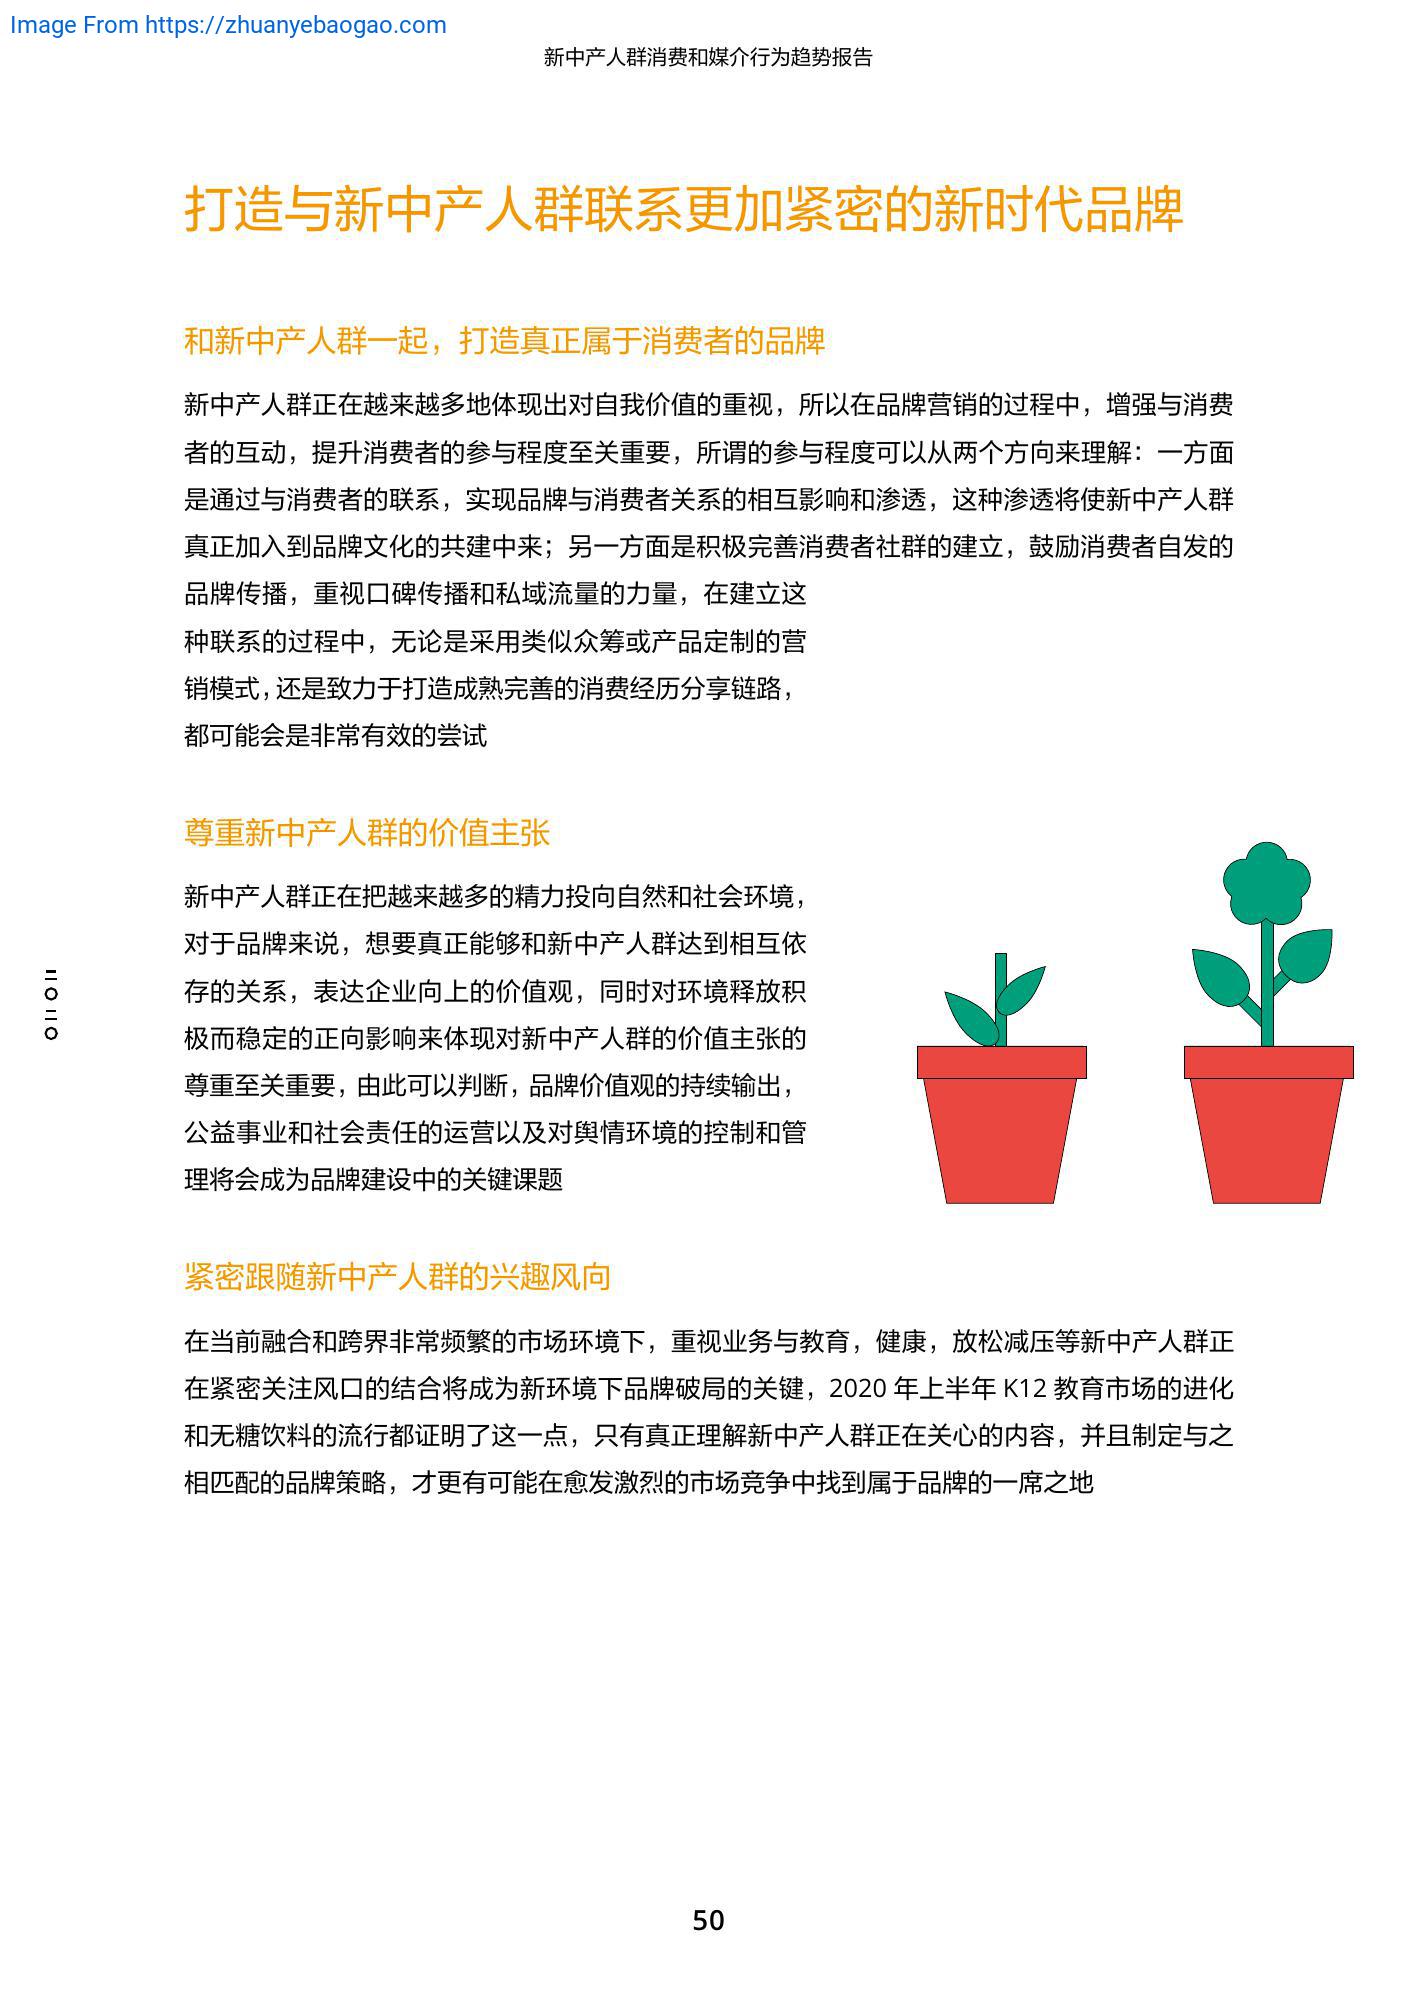 Image From https://zhuanyebaogao.com
新中产人群消费和媒介行为趋势报告
打造与新中产人群联系更加紧密的新时代品牌
和新中产人群一起，打造真正属于消费者的品牌
新中产人群正在越来越多地体现出对自我价值的重视，所以在品牌营销的过程中，增强与消费
者的互动，提升消费者的参与程度至关重要，所谓的参与程度可以从两个方向来理解：一方面
是通过与消费者的联系，实现品牌与消费者关系的相互影响和渗透，这种渗透将使新中产人群
真正加入到品牌文化的共建中来；另一方面是积极完善消费者社群的建立，鼓励消费者自发的
品牌传播，重视口碑传播和私域流量的力量，在建立这
种联系的过程中，无论是采用类似众筹或产品定制的营
销模式，还是致力于打造成熟完善的消费经历分享链路，
都可能会是非常有效的尝试
尊重新中产人群的价值主张
新中产人群正在把越来越多的精力投向自然和社会环境，
对于品牌来说，想要真正能够和新中产人群达到相互依
存的关系，表达企业向上的价值观，同时对环境释放积
极而稳定的正向影响来体现对新中产人群的价值主张的
尊重至关重要，由此可以判断，品牌价值观的持续输出，
公益事业和社会责任的运营以及对舆情环境的控制和管
理将会成为品牌建设中的关键课题
二〇二〇
紧密跟随新中产人群的兴趣风向
在当前融合和跨界非常频繁的市场环境下，重视业务与教育，健康，放松减压等新中产人群正
在紧密关注风口的结合将成为新环境下品牌破局的关键，2020 年上半年 K12 教育市场的进化
和无糖饮料的流行都证明了这一点，只有真正理解新中产人群正在关心的内容，并且制定与之
相匹配的品牌策略，才更有可能在愈发激烈的市场竞争中找到属于品牌的一席之地
50